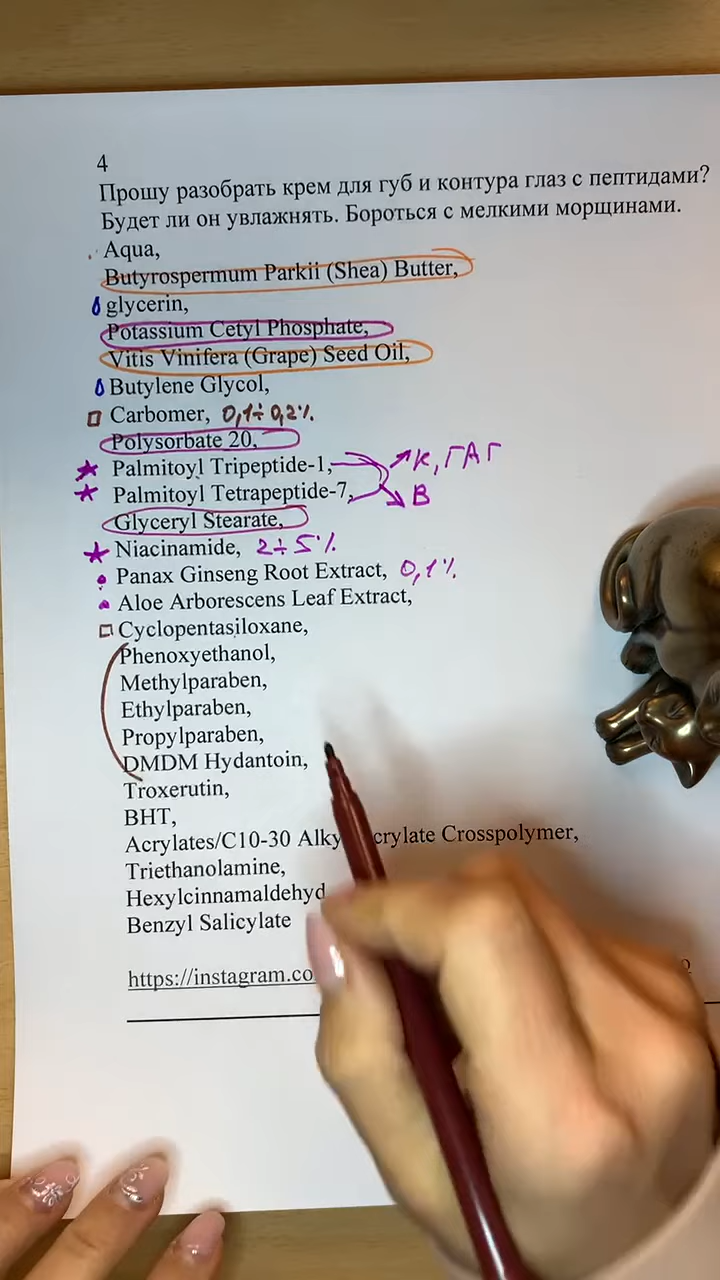 4
Прошу разобрать крем для губ и контура глаз с пептидами?
Будет ли он увлажнять. Бороться с мелкими морщинами.
Aqua,
Butyrospermum Parkii (Shea) Butter,
glycerin,
Potassium Cetyl Phosphate,
Vitis Vinifera (Grape) Seed Oil,
Butylene Glycol,
Carbomer, 0,1÷0,2%
Polysorbate 20,
Palmitoyl Tripeptide-1, К, ГАГ
Palmitoyl Tetrapeptide-7, В
Glyceryl Stearate,
Niacinamide, 2÷5%
Panax Ginseng Root Extract, 0,1%
Aloe Arborescens Leaf Extract,
Cyclopentasiloxane,
Phenoxyethanol,
Methylparaben,
Ethylparaben,
Propylparaben,
DMDM Hydantoin,
Troxerutin,
BHT,
Acrylates/C10-30 Alky crylate Crosspolymer,
Triethanolamine,
Hexylcinnamaldehyd
Benzyl Salicylate
https://instagram.co